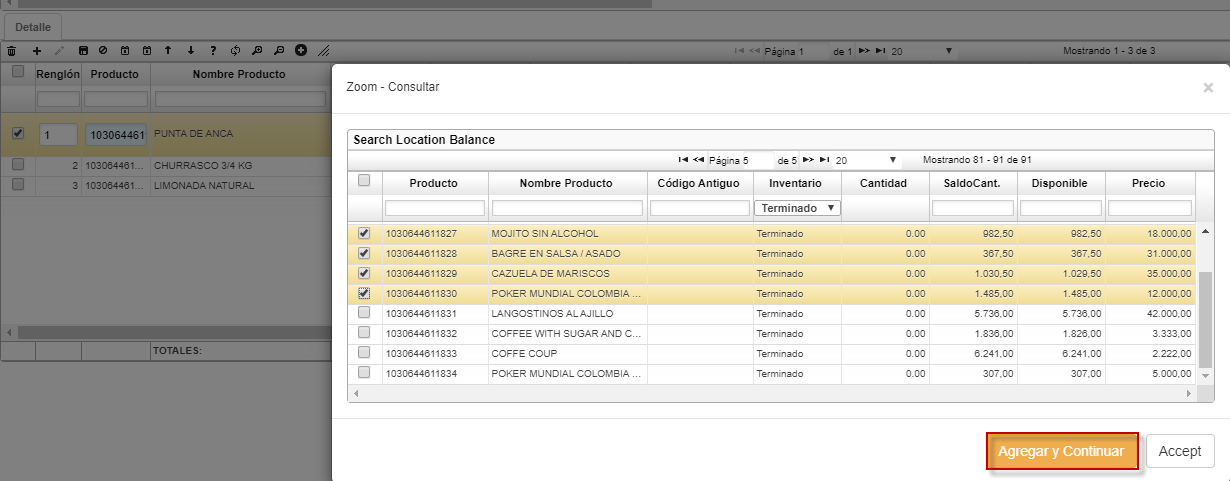 Detalle
Página 1 de 1 20 Mostrando 1 - 3 de 3
Renglón Producto Nombre Producto
1 103064461 PUNTA DE ANCA
2 103064461... CHURRASCO 3/4 KG
3 103064461... LIMONADA NATURAL
TOTALES:
Zoom - Consultar ×
Search Location Balance
Página 5 de 5 20 Mostrando 81 - 91 de 91
Producto Nombre Producto Código Antiguo Inventario Cantidad SaldoCant. Disponible Precio
Terminado
1030644611827 MOJITO SIN ALCOHOL Terminado 0.00 982,50 982,50 18.000,00
1030644611828 BAGRE EN SALSA / ASADO Terminado 0.00 367,50 367,50 31.000,00
1030644611829 CAZUELA DE MARISCOS Terminado 0.00 1.030,50 1.029,50 35.000,00
1030644611830 POKER MUNDIAL COLOMBIA ... Terminado 0.00 1.485,00 1.485,00 12.000,00
1030644611831 LANGOSTINOS AL AJILLO Terminado 0.00 5.736,00 5.736,00 42.000,00
1030644611832 COFFEE WITH SUGAR AND C... Terminado 0.00 1.836,00 1.826,00 3.333,00
1030644611833 COFFE COUP Terminado 0.00 6.241,00 6.241,00 2.222,00
1030644611834 POKER MUNDIAL COLOMBIA ... Terminado 0.00 307,00 307,00 5.000,00
Agregar y Continuar Accept